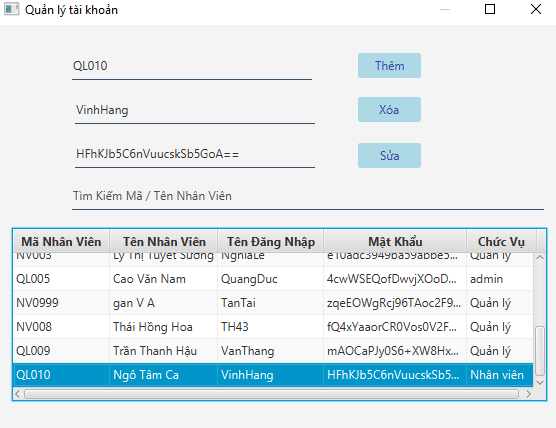 Quản lý tài khoản
QL010 Thêm
VinhHang Xóa
HFhKJb5C6nVuucskSb5GoA== Sửa
Tìm Kiếm Mã / Tên Nhân Viên
Mã Nhân Viên Tên Nhân Viên Tên Đăng Nhập Mật Khẩu Chức Vụ
NV003 Lý Thị Tuyết Sương NghiaLe e10adc3949ba59abbe5... Quản lý
QL005 Cao Văn Nam QuangDuc 4cwWSEQofDwvjXOoD... admin
NV0999 gan V A TanTai zqeEOWgRcj96TAoc2F9... Quản lý
NV008 Thái Hồng Hoa TH43 fQ4xYaaorCR0Vos0V2F... Quản lý
QL009 Trần Thanh Hậu VanThang mAOCaPJy0S6+XW8Hx... Quản lý
QL010 Ngô Tâm Ca VinhHang HFhKJb5C6nVuucskSb5... Nhân viên